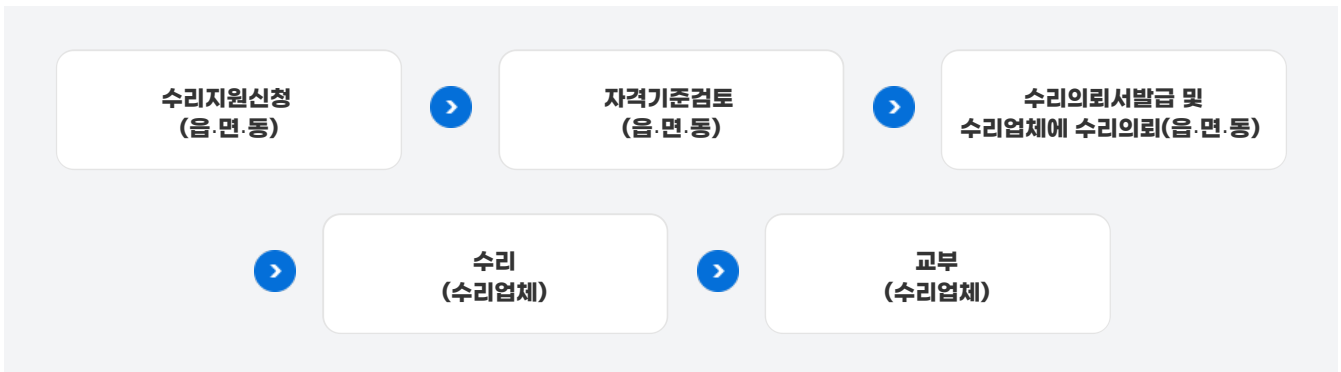 수리지원신청
(읍·면·동)
자격기준검토
(읍·면·동)
수리의뢰서발급 및
수리업체에 수리의뢰(읍·면·동)
수리
(수리업체)
교부
(수리업체)